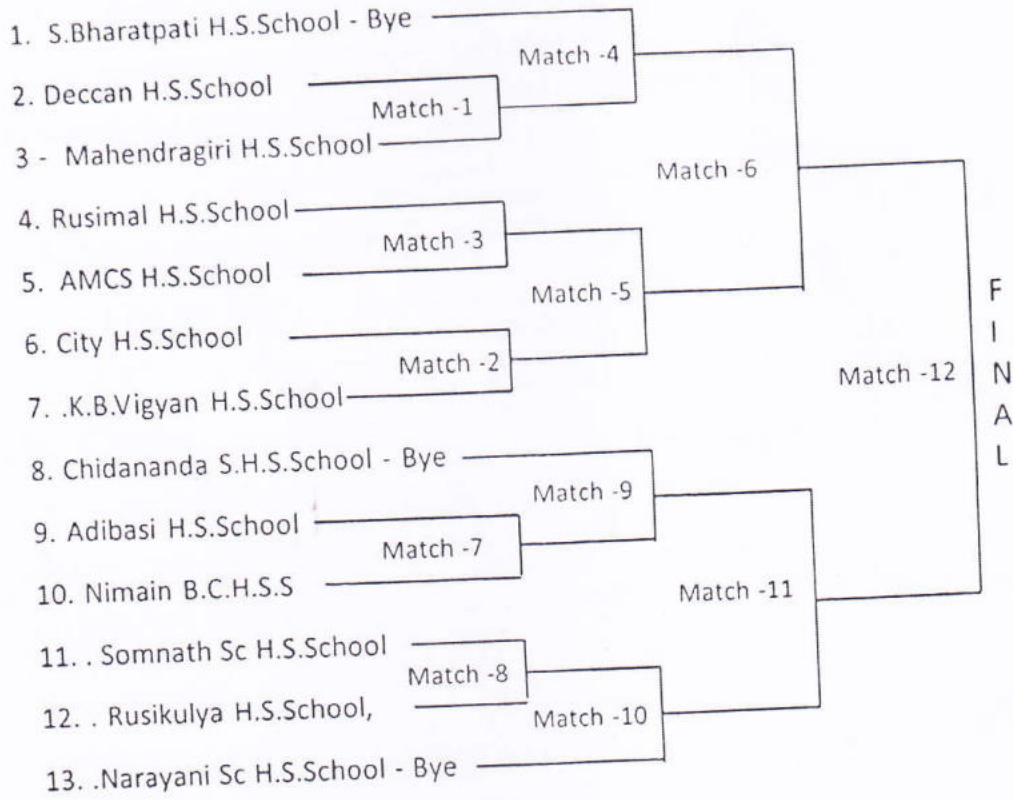 1. S.Bharatpati H.S.School - Bye
Match -4
2. Deccan H.S.School
Match -1
3 - Mahendragiri H.S.School
Match -6
4. Rusimal H.S.School
Match -3
5. AMCS H.S.School
Match -5
6. City H.S.School
Match -2
7. .K.B.Vigyan H.S.School
Match -12
FINAL
8. Chidananda S.H.S.School - Bye
Match -9
9. Adibasi H.S.School
Match -7
10. Nimain B.C.H.S.S
Match -11
11. . Somnath Sc H.S.School
Match -8
12. . Rusikulya H.S.School,
Match -10
13. .Narayani Sc H.S.School - Bye